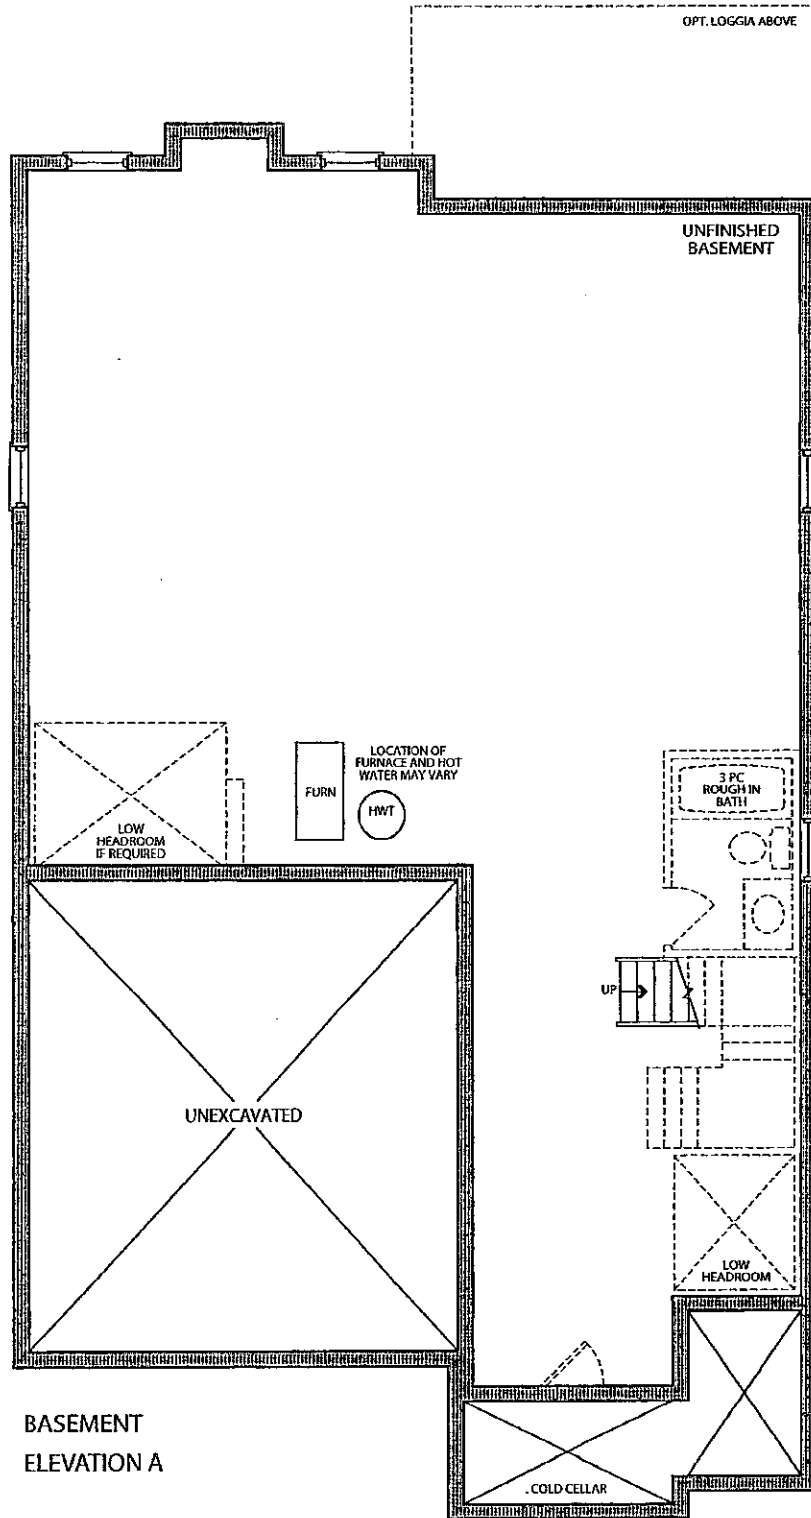 OPT. LOGGIA ABOVE
UNFINISHED
BASEMENT
LOCATION OF
FURNACE AND HOT
WATER MAY VARY
FURN
HWT
LOW
HEADROOM
IF REQUIRED
3 PC
ROUGH IN
BATH
UP
UNEXCAVATED
LOW
HEADROOM
BASEMENT
ELEVATION A
COLD CELLAR